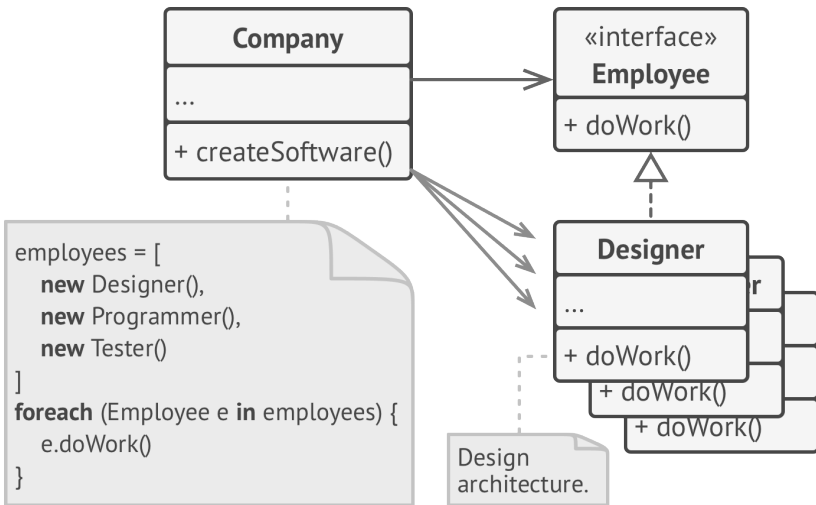 Company
...
+ createSoftware()
«interface»
Employee
+ doWork()
employees = [
new Designer(),
new Programmer(),
new Tester()
]
foreach (Employee e in employees) {
e.doWork()
}
Designer
...
+ doWork()
r
+ doWork()
+ doWork()
Design
architecture.